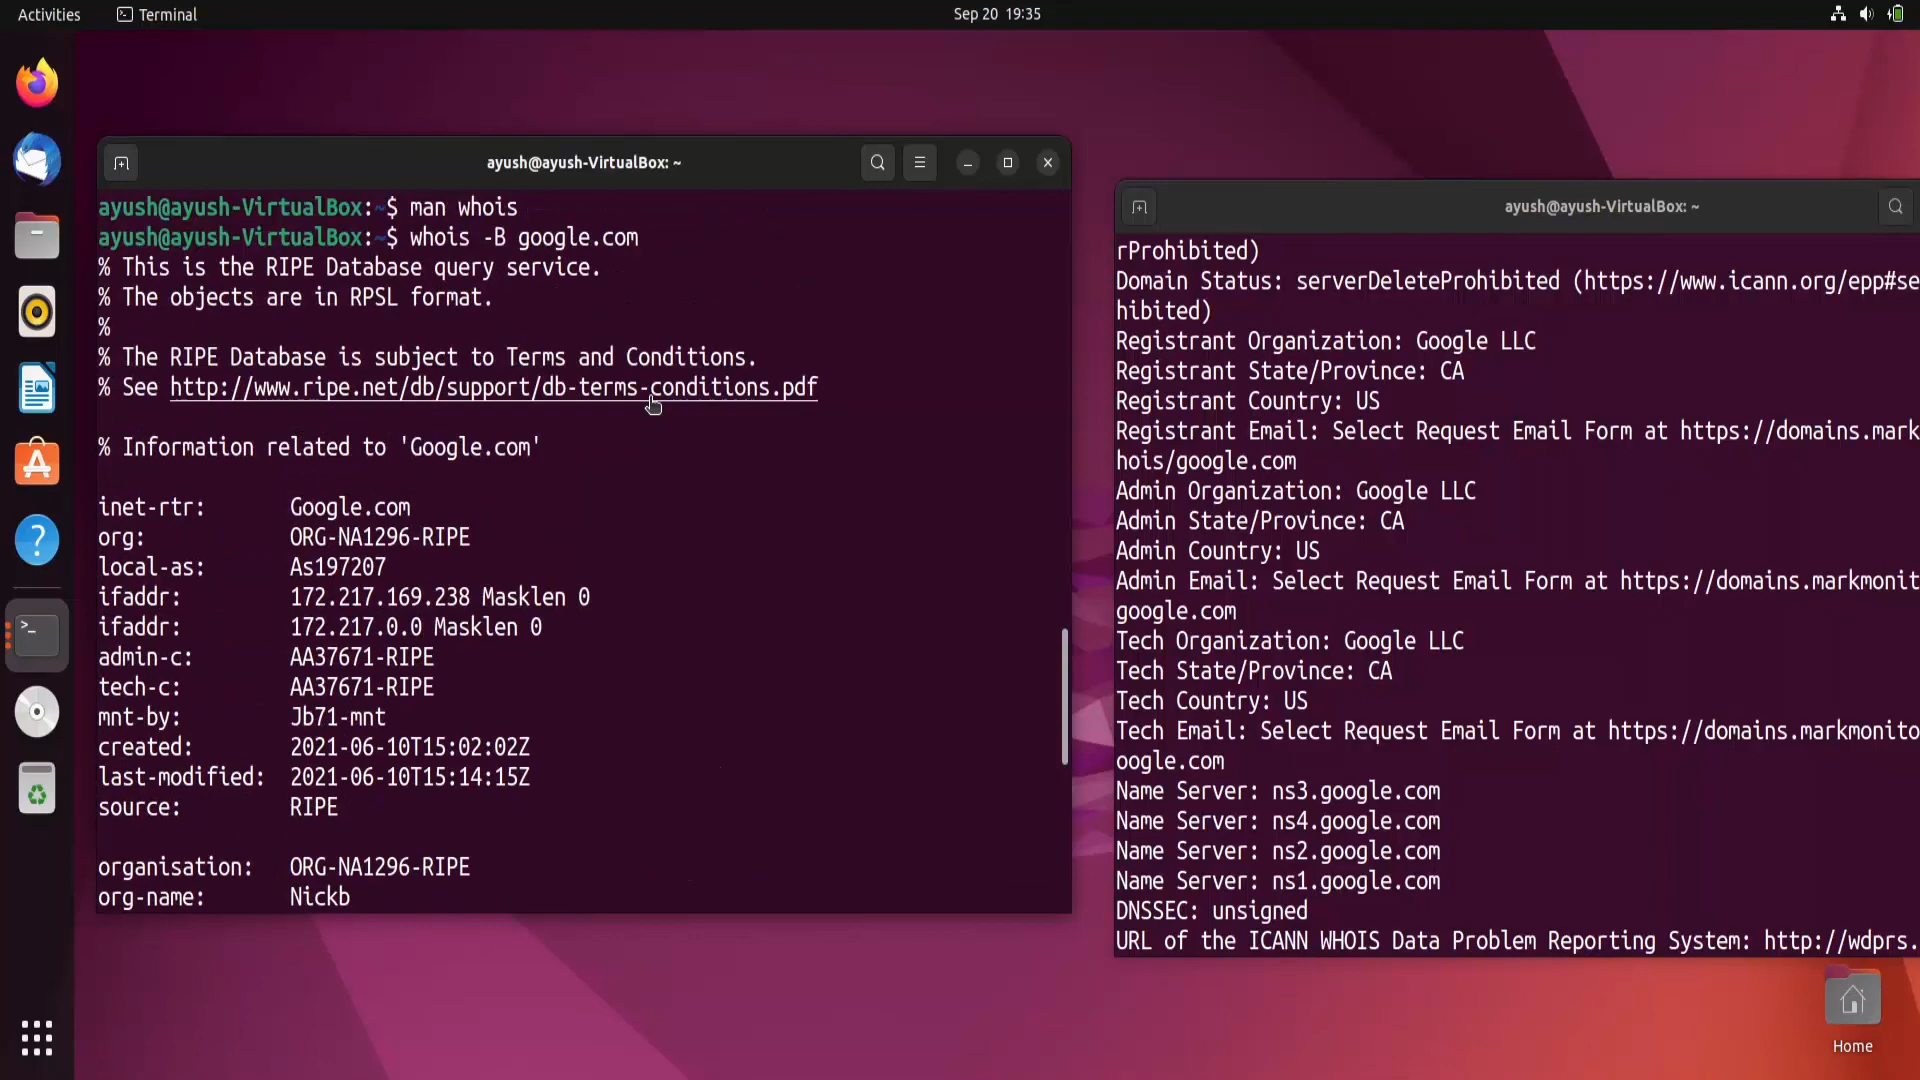 Activities
Terminal
Sep 20 19:35
ayush@ayush-VirtualBox: ~
ayush@ayush-VirtualBox:~$ man whois
ayush@ayush-VirtualBox:~$ whois -B google.com
% This is the RIPE Database query service.
% The objects are in RPSL format.
%
% The RIPE Database is subject to Terms and Conditions.
% See http://www.ripe.net/db/support/db-terms-conditions.pdf
% Information related to 'Google.com'
inet-rtr: Google.com
org: ORG-NA1296-RIPE
local-as: As197207
ifaddr: 172.217.169.238 Masklen 0
ifaddr: 172.217.0.0 Masklen 0
admin-c: AA37671-RIPE
tech-c: AA37671-RIPE
mnt-by: Jb71-mnt
created: 2021-06-10T15:02:02Z
last-modified: 2021-06-10T15:14:15Z
source: RIPE
organisation: ORG-NA1296-RIPE
org-name: Nickb
ayush@ayush-VirtualBox: ~
rProhibited)
Domain Status: serverDeleteProhibited (https://www.icann.org/epp#se
hibited)
Registrant Organization: Google LLC
Registrant State/Province: CA
Registrant Country: US
Registrant Email: Select Request Email Form at https://domains.mark
hois/google.com
Admin Organization: Google LLC
Admin State/Province: CA
Admin Country: US
Admin Email: Select Request Email Form at https://domains.markmonit
google.com
Tech Organization: Google LLC
Tech State/Province: CA
Tech Country: US
Tech Email: Select Request Email Form at https://domains.markmonito
oogle.com
Name Server: ns3.google.com
Name Server: ns4.google.com
Name Server: ns2.google.com
Name Server: ns1.google.com
DNSSEC: unsigned
URL of the ICANN WHOIS Data Problem Reporting System: http://wdprs.
Home